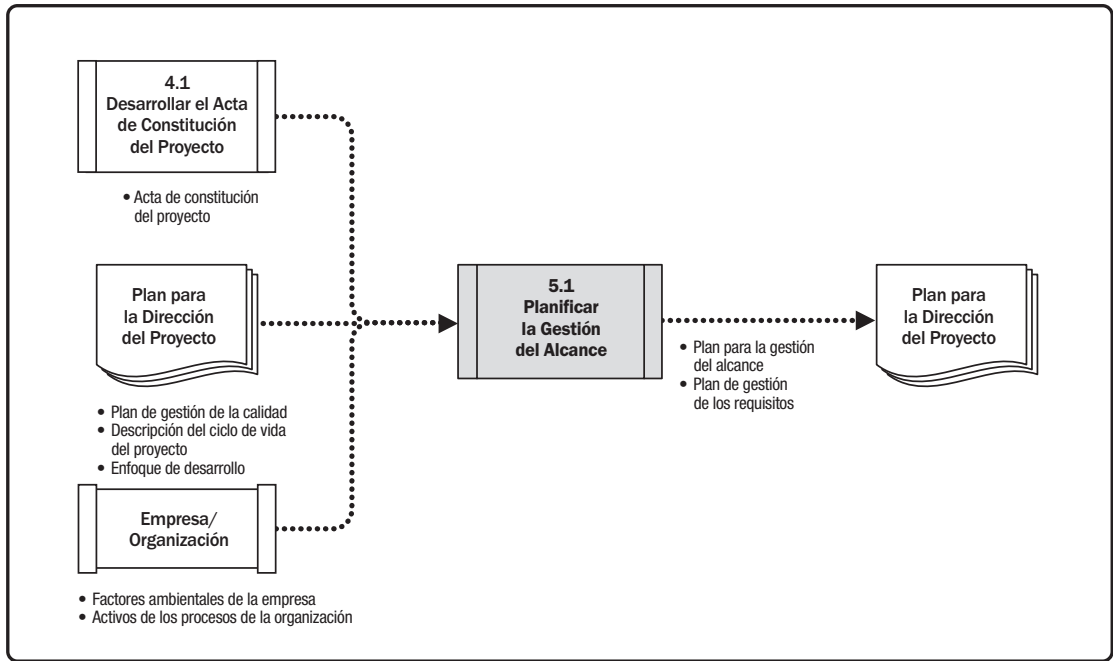 4.1
Desarrollar el Acta
de Constitución
del Proyecto
• Acta de constitución
del proyecto
Plan para
la Dirección
del Proyecto
• Plan de gestión de la calidad
• Descripción del ciclo de vida
del proyecto
• Enfoque de desarrollo
Empresa/
Organización
• Factores ambientales de la empresa
• Activos de los procesos de la organización
5.1
Planificar
la Gestión
del Alcance
• Plan para la gestión
del alcance
• Plan de gestión
de los requisitos
Plan para
la Dirección
del Proyecto